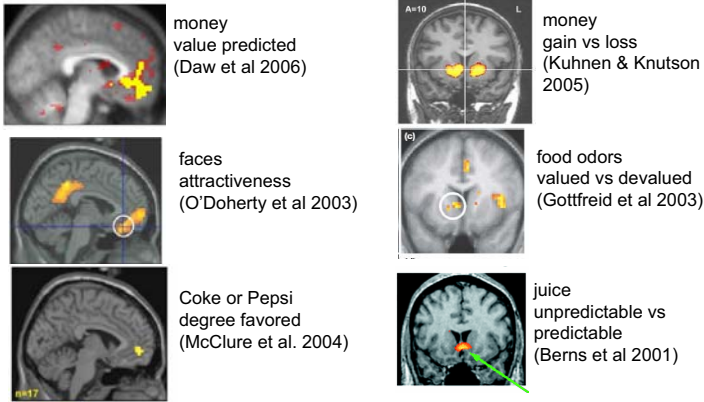 money
value predicted
(Daw et al 2006)
faces
attractiveness
(O'Doherty et al 2003)
Coke or Pepsi
degree favored
(McClure et al. 2004)
n=17
A=10 L
money
gain vs loss
(Kuhnen & Knutson
2005)
(c)
food odors
valued vs devalued
(Gottfreid et al 2003)
juice
unpredictable vs
predictable
(Berns et al 2001)